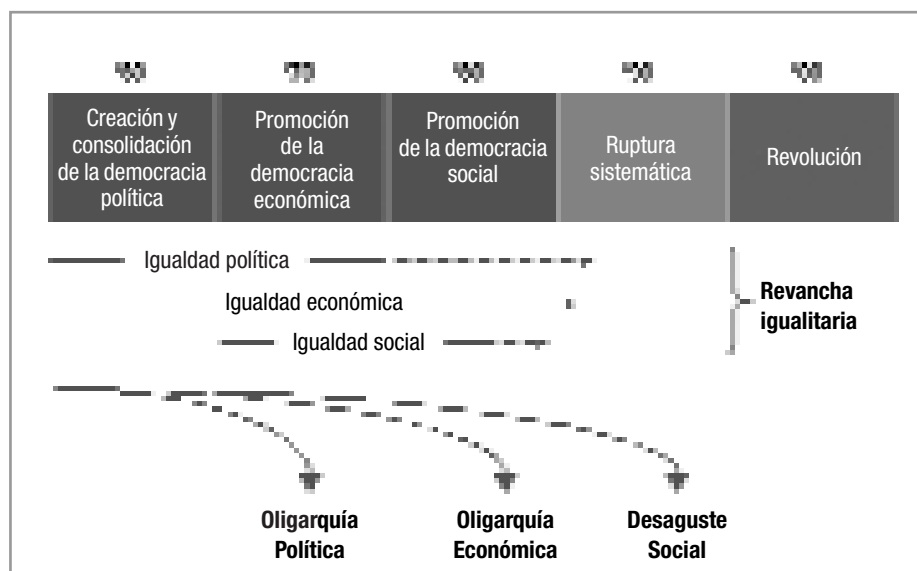 Creación y
consolidación
de la democracia
política
Promoción
de la
democracia
económica
Promoción
de la democracia
social
Ruptura
sistemática
Revolución
Igualdad política
Igualdad económica
Igualdad social
Revancha
igualitaria
Oligarquía
Política
Oligarquía
Económica
Desaguste
Social